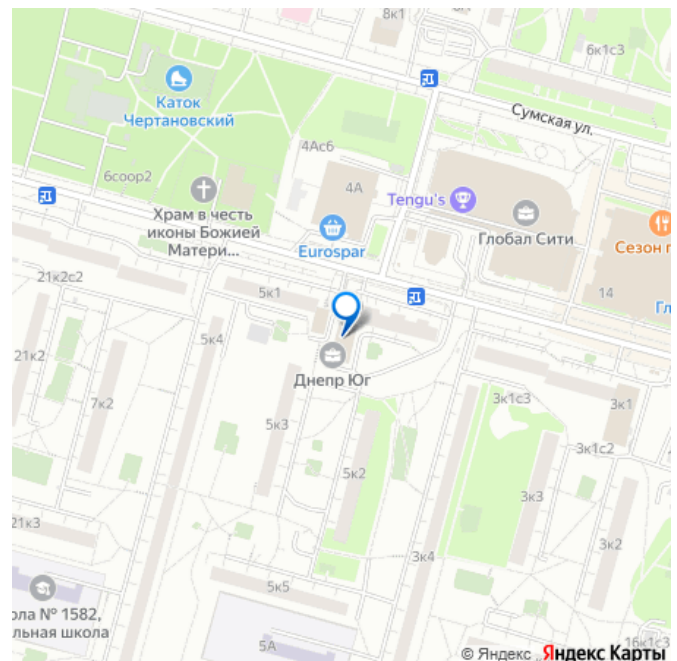 8к1
6к1с3
Каток
Чертановский
Сумская ул.
4Ас6
6соор2
4А
Tengu's
Храм в честь
иконы Божией
Матери...
Глобал Сити
Eurospar
Сезон г
21к2с2
5к1
14
Гл
5к4
21к2
Днепр Юг
7к2
3к1с3
3к1
5к3
3к1с2
5к2
3к3
21к3
3к2
3к4
5к5
ола № 1582,
льная школа
5А
16к1с3
© Яндекс Яндекс Карты